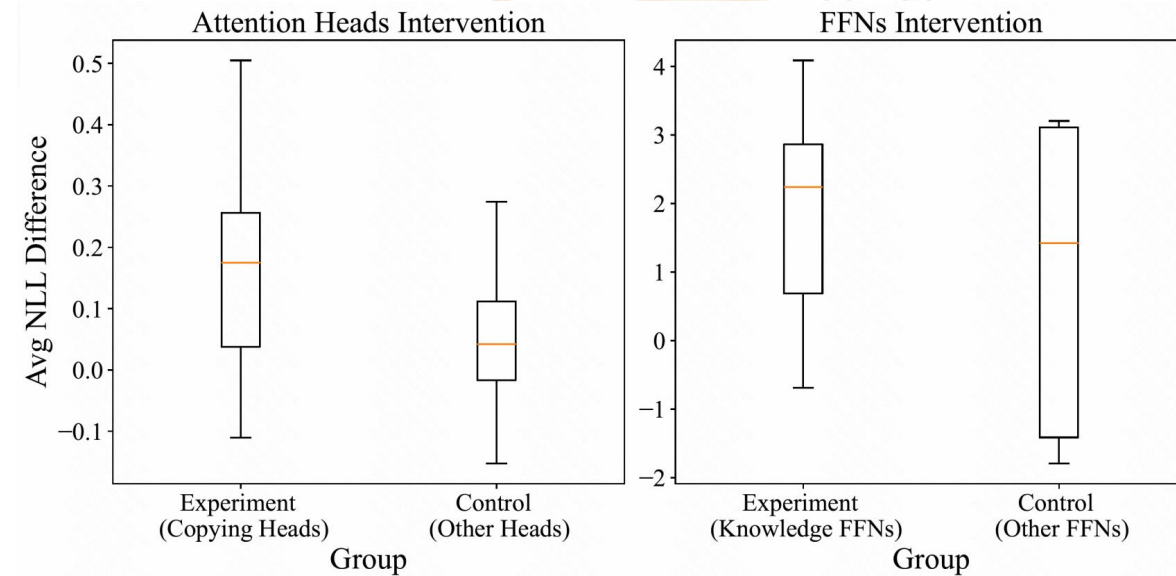 Attention Heads Intervention
Avg NLL Difference
0.5
0.4
0.3
0.2
0.1
0.0
−0.1
Experiment
(Copying Heads)
Control
(Other Heads)
Group
FFNs Intervention
4
3
2
1
0
−1
−2
Experiment
(Knowledge FFNs)
Control
(Other FFNs)
Group